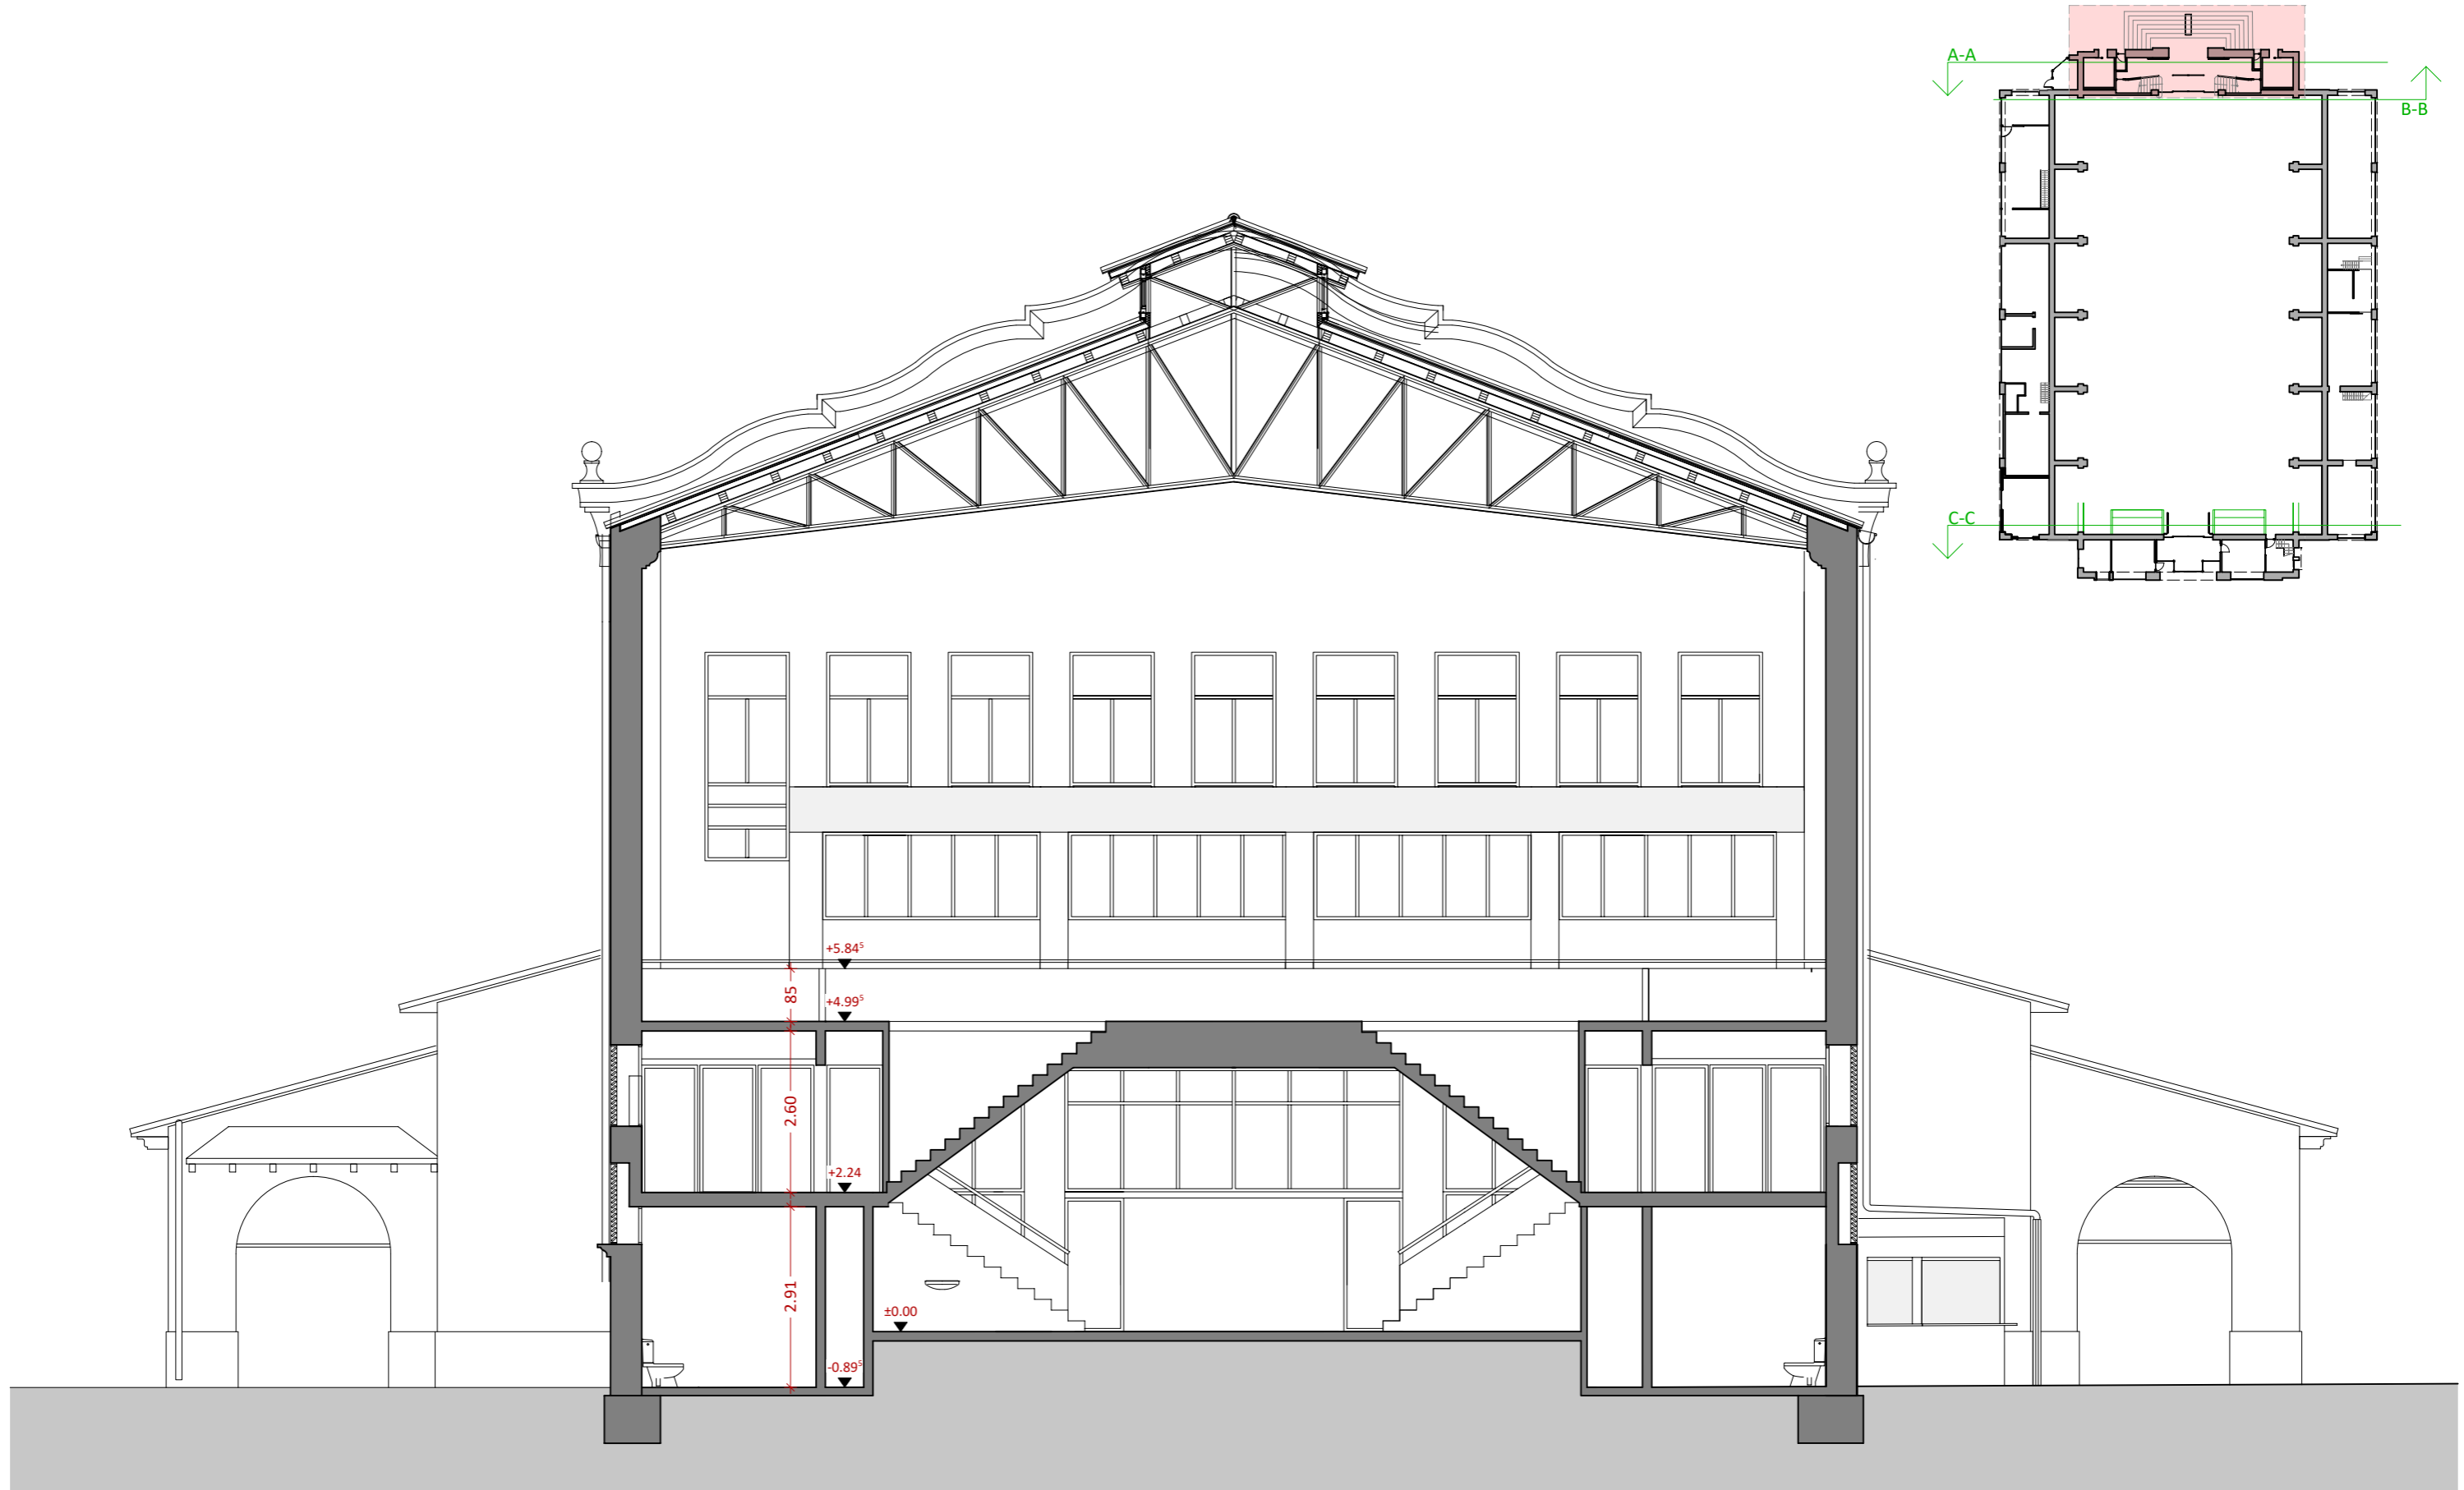 A-A
B-B
C-C
+5.84⁵
85
+4.99⁵
2.60
+2.24
2.91
±0.00
-0.89⁵